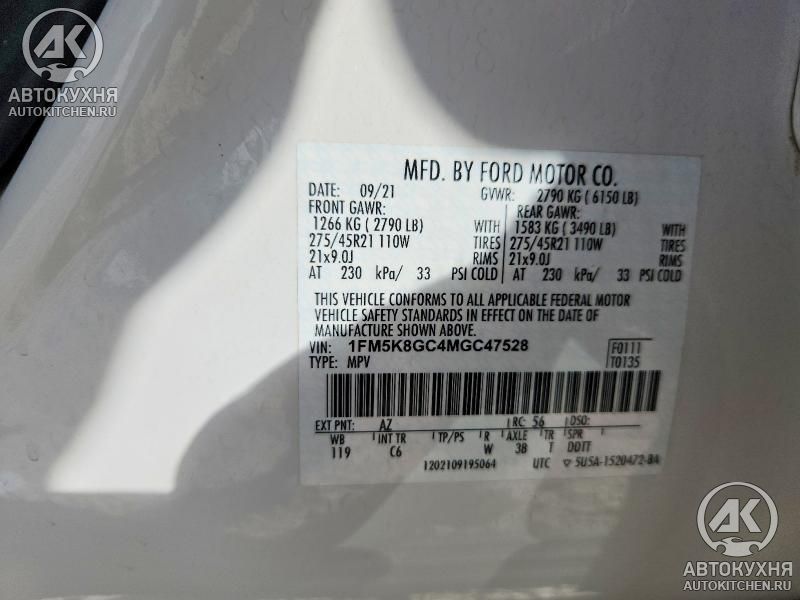 АК
АВТОКУХНЯ
AUTOKITCHEN.RU
MFD. BY FORD MOTOR CO.
DATE: 09/21 GVWR: 2790 KG ( 6150 LB)
FRONT GAWR: REAR GAWR:
1266 KG ( 2790 LB) WITH 1583 KG ( 3490 LB) WITH
275/45R21 110W TIRES 275/45R21 110W TIRES
21x9.0J RIMS 21x9.0J RIMS
AT 230 kPa/ 33 PSI COLD AT 230 kPa/ 33 PSI COLD
THIS VEHICLE CONFORMS TO ALL APPLICABLE FEDERAL MOTOR
VEHICLE SAFETY STANDARDS IN EFFECT ON THE DATE OF
MANUFACTURE SHOWN ABOVE.
VIN: 1FM5K8GC4MGC47528 F0111
TYPE: MPV T0135
EXT PNT: AZ RC: 56 DSO:
WB INT TR TP/PS R AXLE TR SPR
119 C6 W 38 T DDTT
1202109195064 UTC ▽ 5U5A-1520472-BA
АК
АВТОКУХНЯ
AUTOKITCHEN.RU